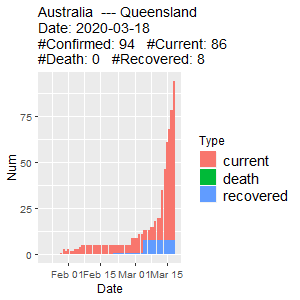 Australia  --- Queensland
Date: 2020-03-18
#Confirmed: 94   #Current: 86
#Death: 0   #Recovered: 8
Num
75
50
25
0
Feb 01 Feb 15 Mar 01 Mar 15
Date
Type
current
death
recovered